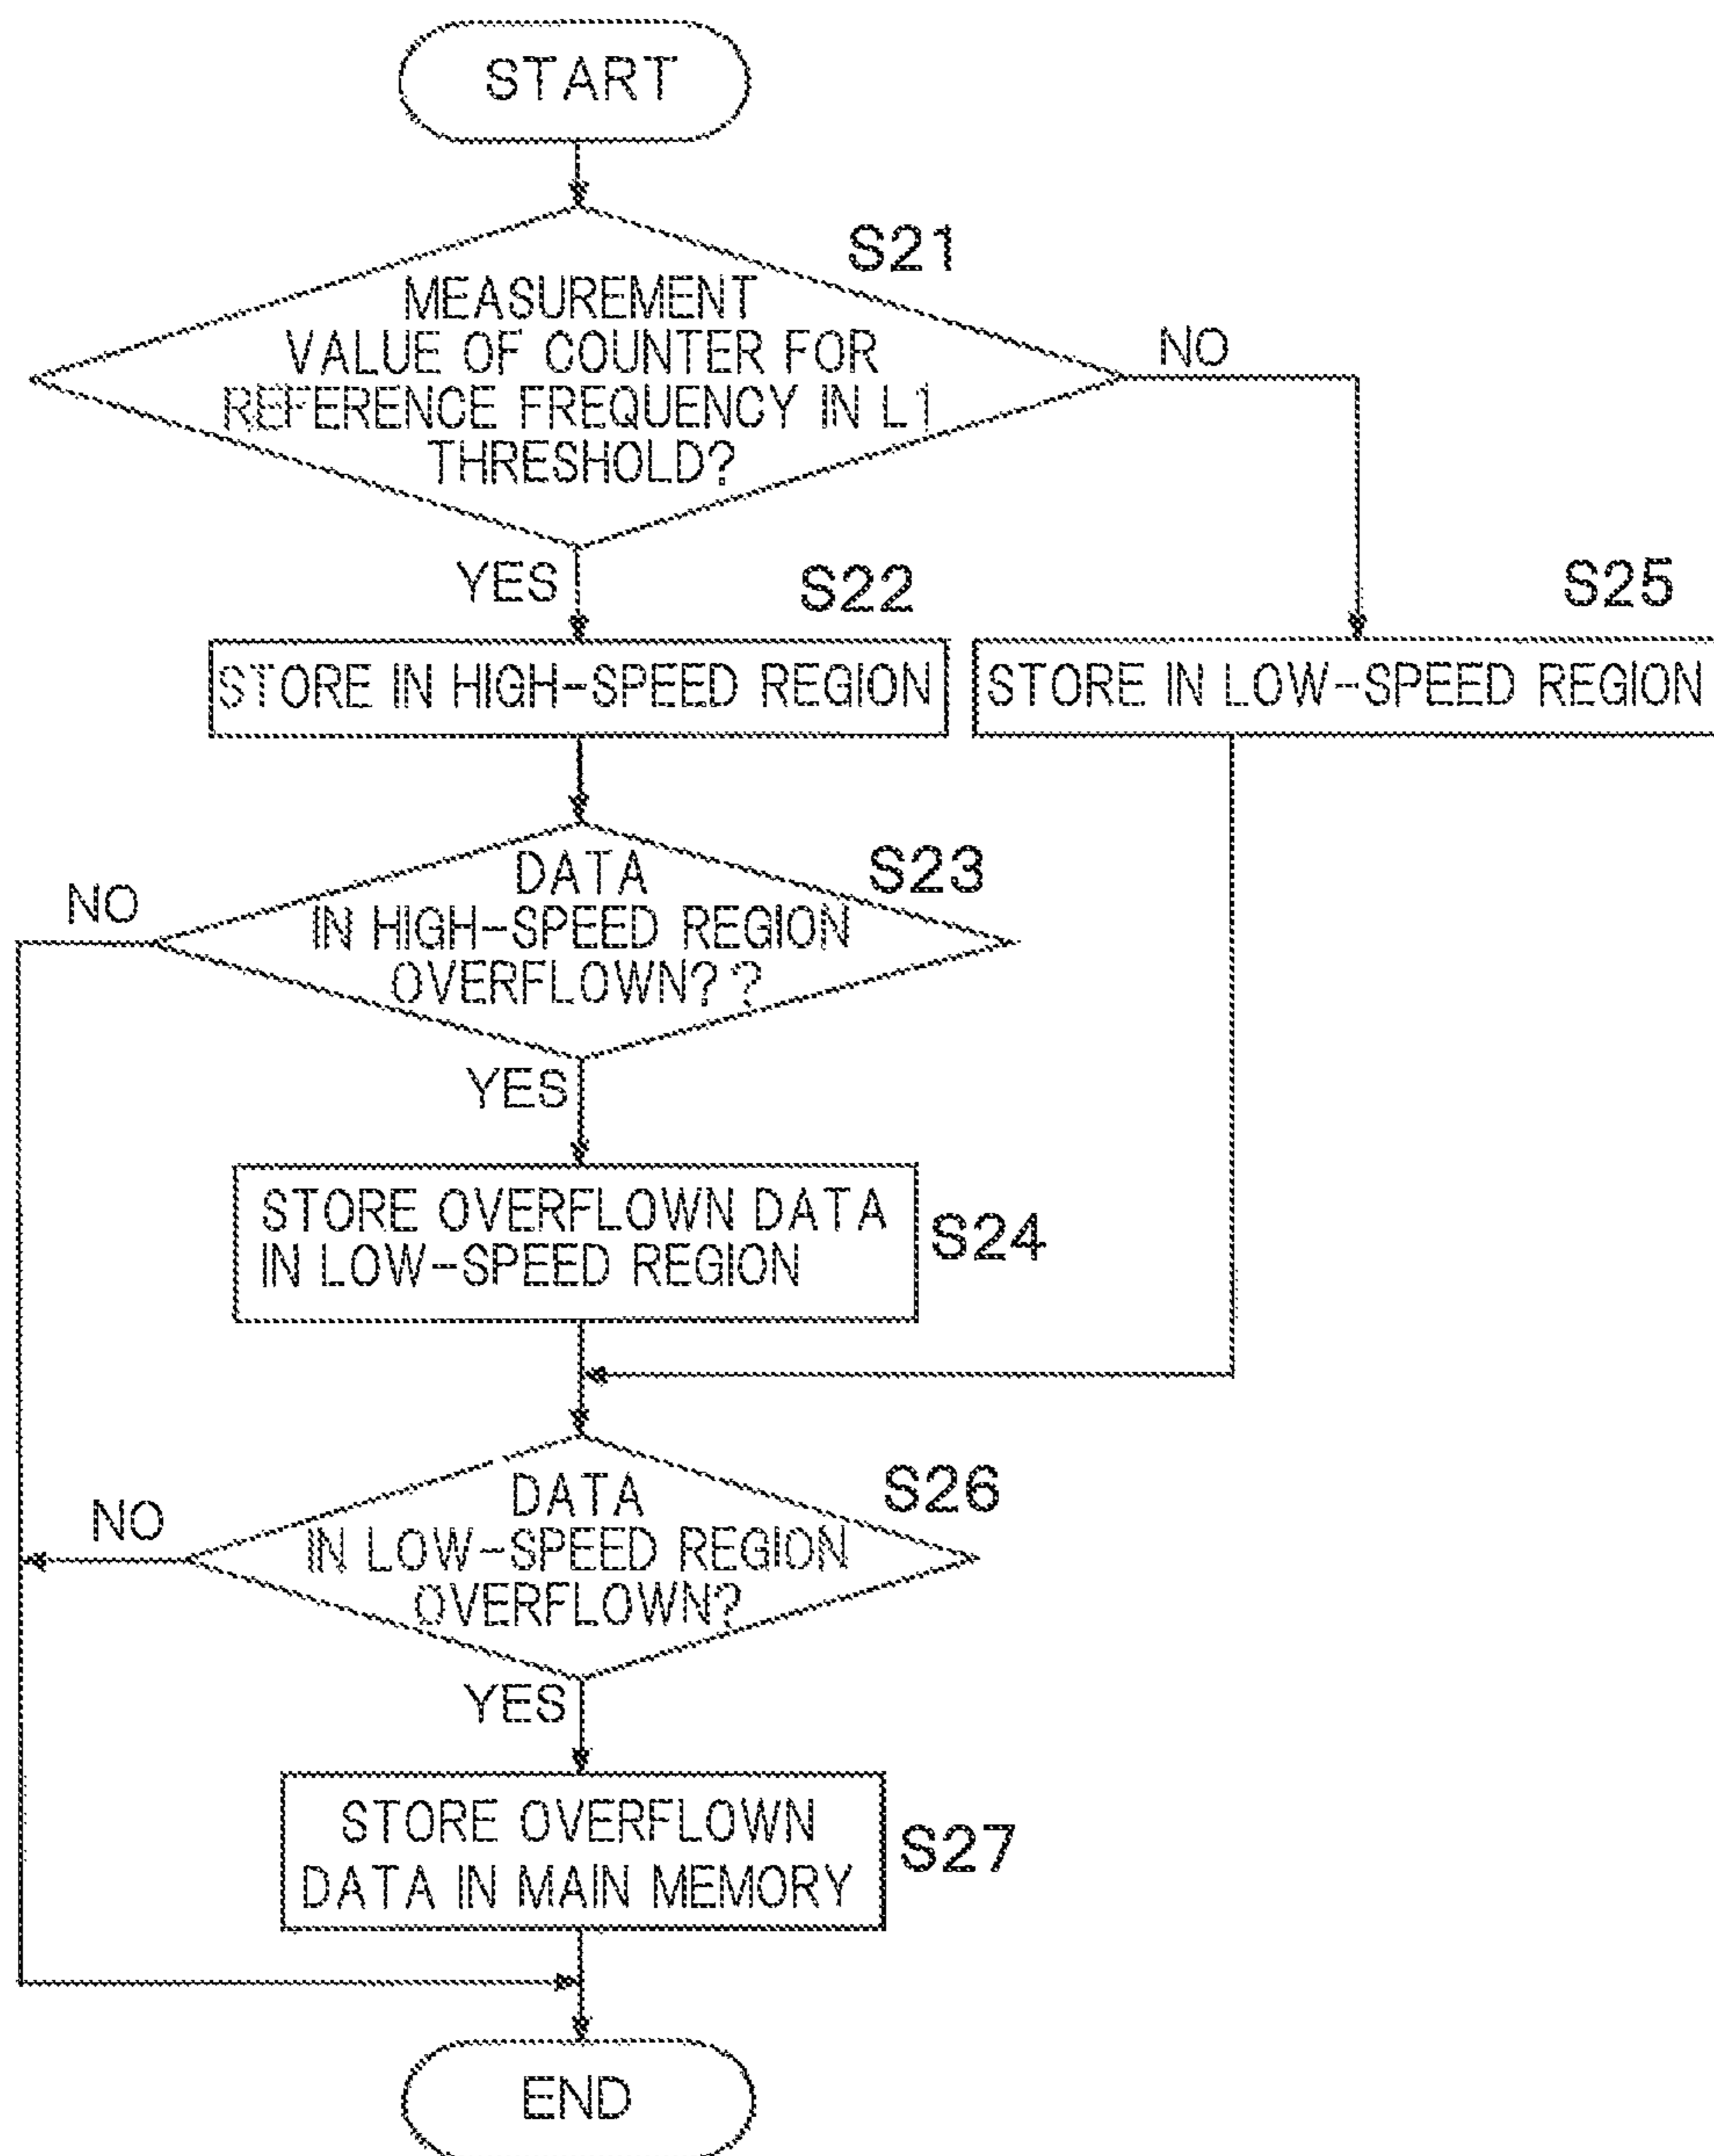 START
S21
MEASUREMENT
VALUE OF COUNTER FOR
REFERENCE FREQUENCY IN L1
THRESHOLD?
NO
YES
S22
S25
STORE IN HIGH-SPEED REGION
STORE IN LOW-SPEED REGION
S23
NO
DATA
IN HIGH-SPEED REGION
OVERFLOWN? ?
YES
STORE OVERFLOWN DATA
IN LOW-SPEED REGION
S24
S26
NO
DATA
IN LOW-SPEED REGION
OVERFLOWN?
YES
STORE OVERFLOWN
DATA IN MAIN MEMORY
S27
END